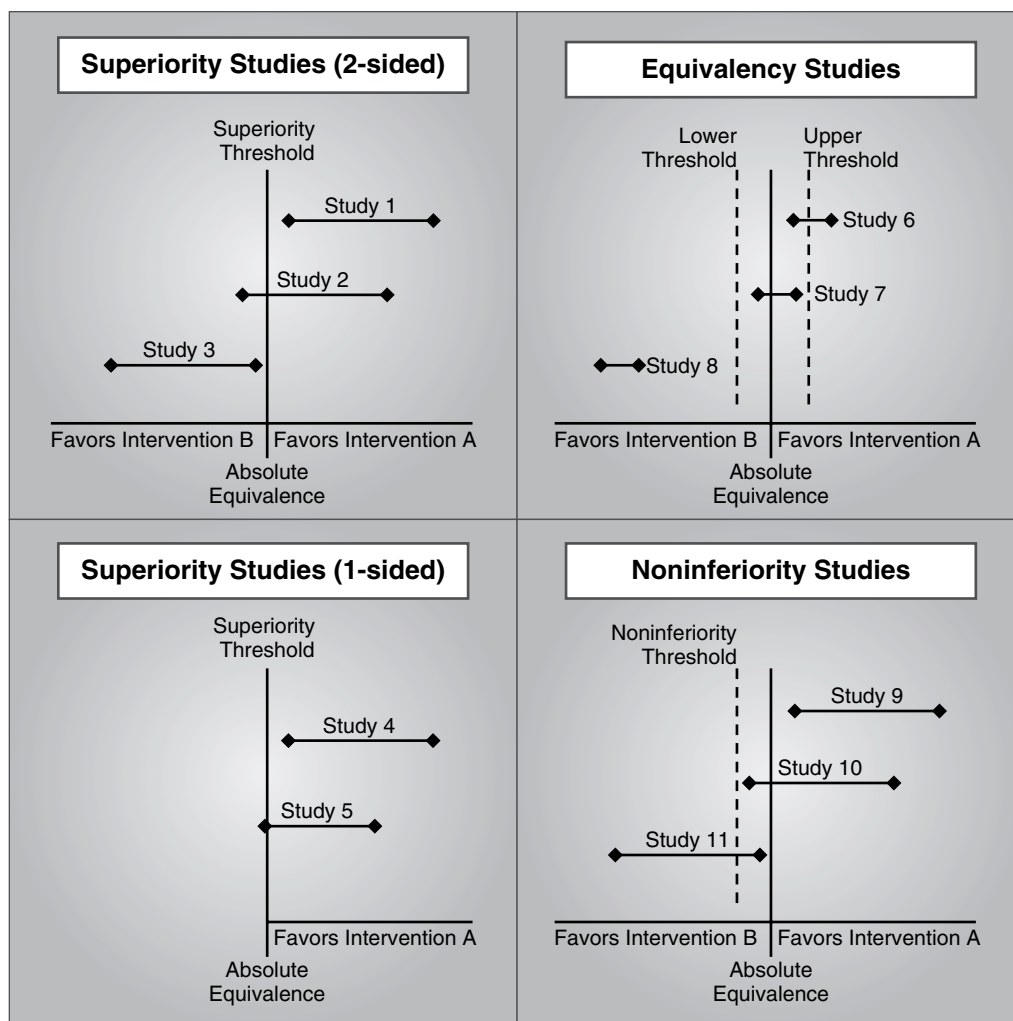 Superiority Studies (2-sided)
Superiority
Threshold
Study 1
Study 2
Study 3
Favors Intervention B
Favors Intervention A
Absolute
Equivalence
Equivalency Studies
Lower
Threshold
Upper
Threshold
Study 6
Study 7
Study 8
Favors Intervention B
Favors Intervention A
Absolute
Equivalence
Superiority Studies (1-sided)
Superiority
Threshold
Study 4
Study 5
Favors Intervention A
Absolute
Equivalence
Noninferiority Studies
Noninferiority
Threshold
Study 9
Study 10
Study 11
Favors Intervention B
Favors Intervention A
Absolute
Equivalence